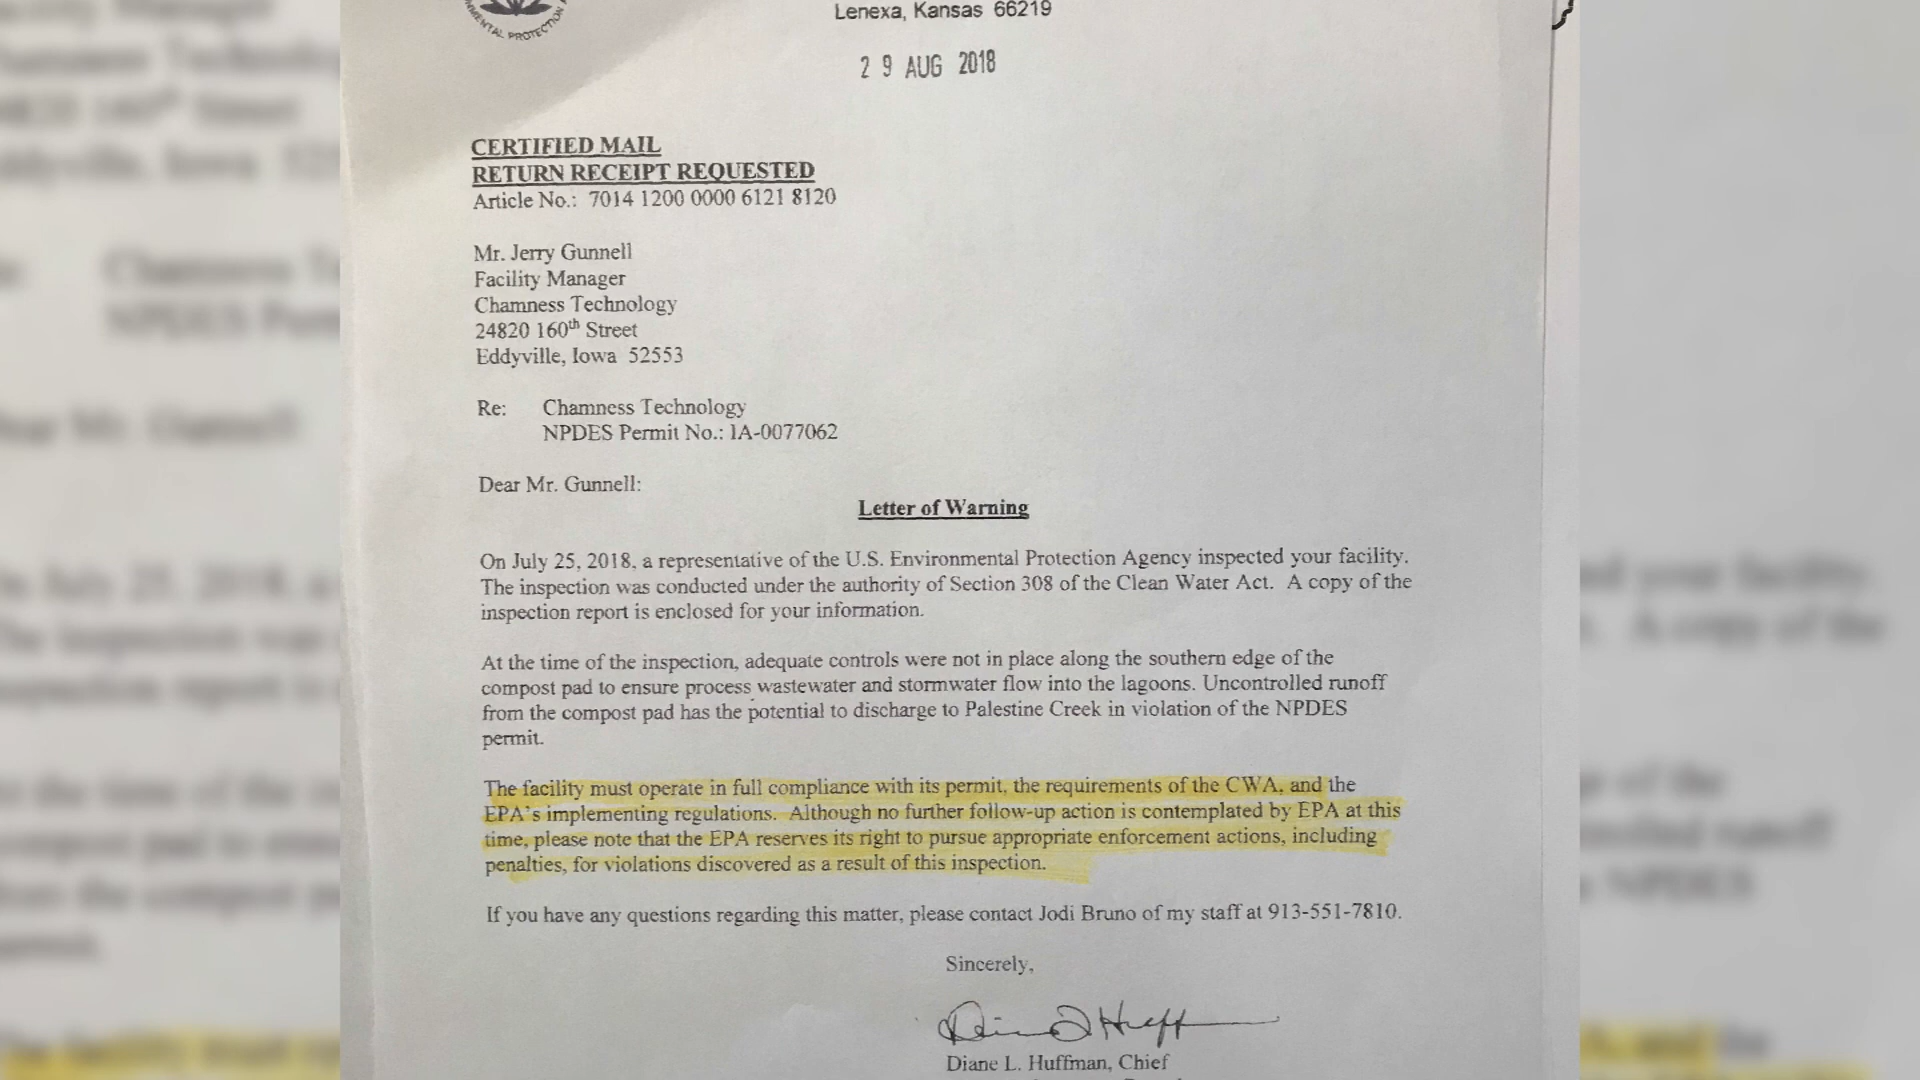 MENTAL PROTECTION
Lenexa, Kansas 66219
29 AUG 2018
CERTIFIED MAIL
RETURN RECEIPT REQUESTED
Article No.: 7014 1200 0000 6121 8120
Mr. Jerry Gunnell
Facility Manager
Chamness Technology
24820 160th Street
Eddyville, Iowa 52553
Re: Chamness Technology
NPDES Permit No.: IA-0077062
Dear Mr. Gunnell:
Letter of Warning
On July 25, 2018, a representative of the U.S. Environmental Protection Agency inspected your facility.
The inspection was conducted under the authority of Section 308 of the Clean Water Act. A copy of the
inspection report is enclosed for your information.
At the time of the inspection, adequate controls were not in place along the southern edge of the
compost pad to ensure process wastewater and stormwater flow into the lagoons. Uncontrolled runoff
from the compost pad has the potential to discharge to Palestine Creek in violation of the NPDES
permit.
The facility must operate in full compliance with its permit, the requirements of the CWA, and the
EPA's implementing regulations. Although no further follow-up action is contemplated by EPA at this
time, please note that the EPA reserves its right to pursue appropriate enforcement actions, including
penalties, for violations discovered as a result of this inspection.
If you have any questions regarding this matter, please contact Jodi Bruno of my staff at 913-551-7810.
Sincerely,
Diane L. Huffman, Chief